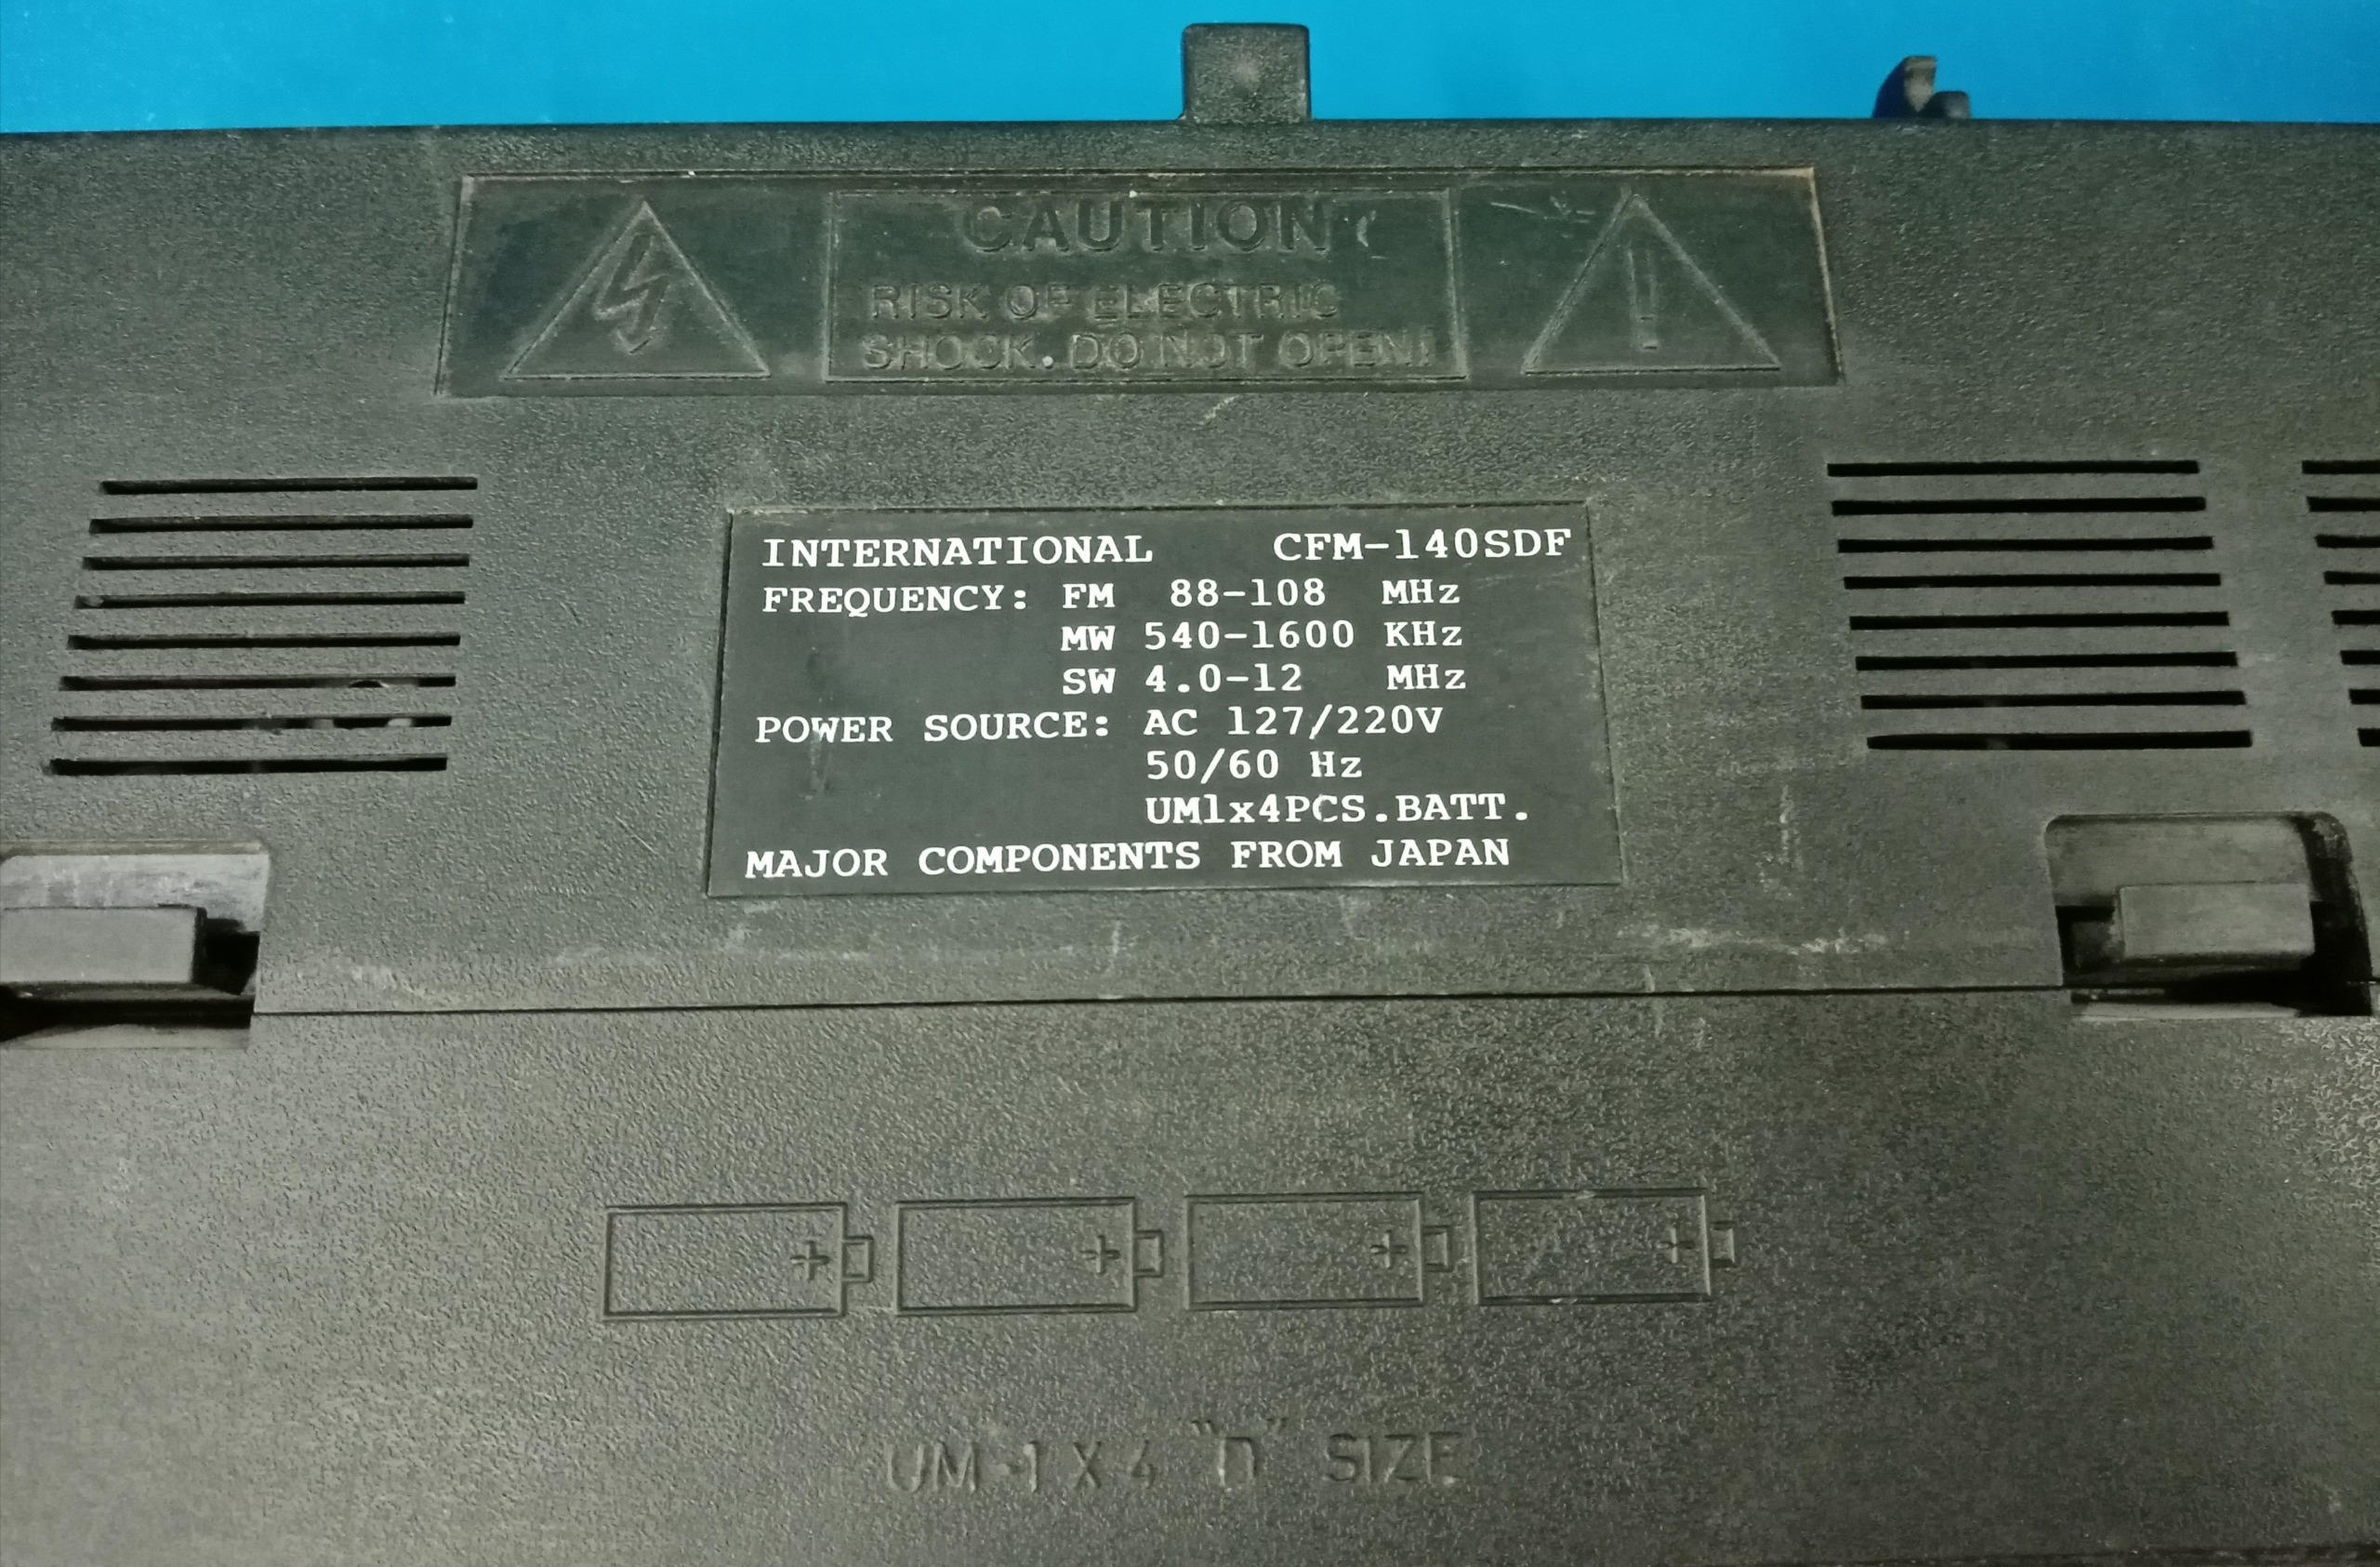 CAUTION
RISK OF ELECTRIC
SHOCK. DO NOT OPEN!
INTERNATIONAL CFM-140SDF
FREQUENCY: FM 88-108 MHz
MW 540-1600 KHz
SW 4.0-12 MHz
POWER SOURCE: AC 127/220V
50/60 Hz
UM1x4PCS.BATT.
MAJOR COMPONENTS FROM JAPAN
+ + + +
UM-1 X 4 "D" SIZE